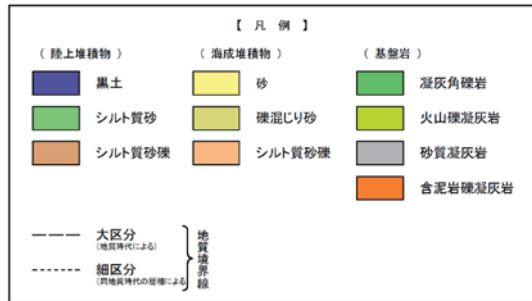 【 凡 例 】
( 陸上堆積物 ) ( 海成堆積物 ) ( 基盤岩 )
黒土 砂 凝灰角礫岩
シルト質砂 礫混じり砂 火山礫凝灰岩
シルト質砂礫 シルト質砂礫 砂質凝灰岩
含泥岩礫凝灰岩
大区分
(地質時代による)
細区分
(同地質時代の層種による)
地質境界線